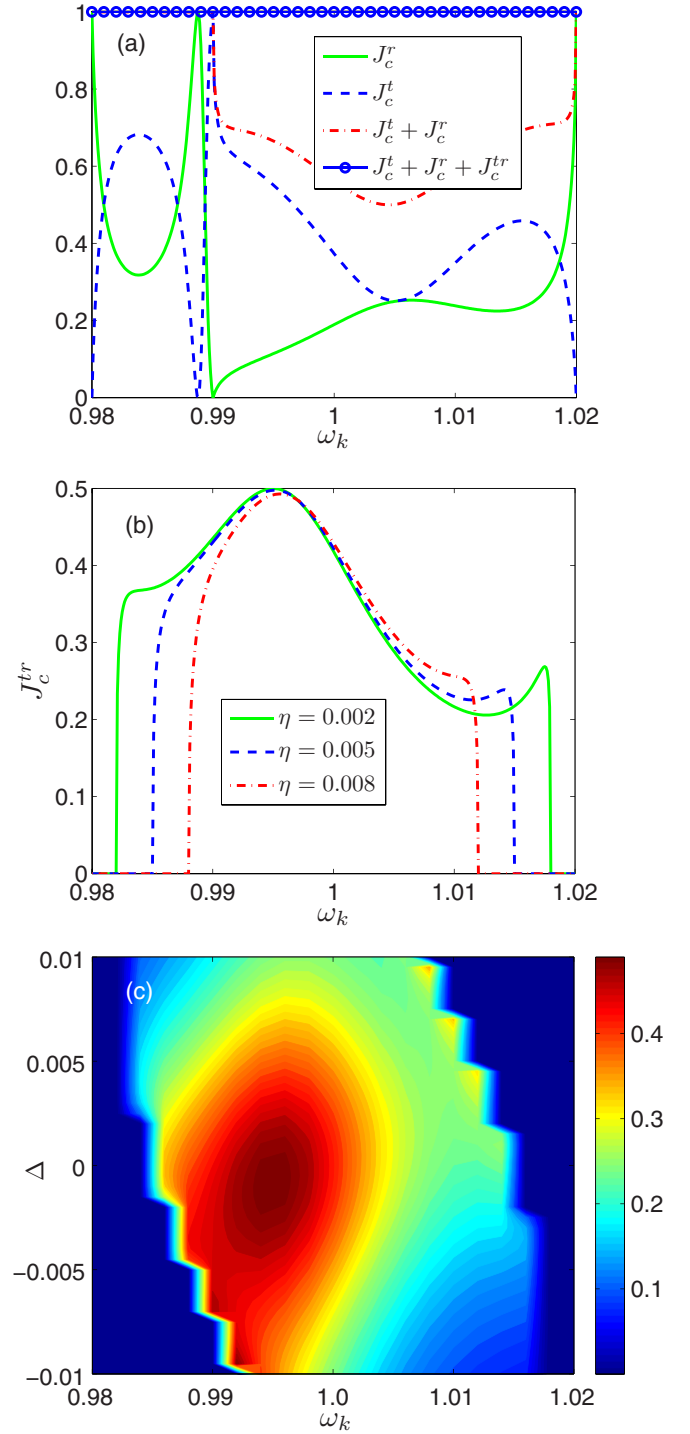 1
(a)
0.8
0.6
0.4
0.2
0
J_c^r
J_c^t
J_c^t + J_c^r
J_c^t + J_c^r + J_c^{tr}
0.98 0.99 1 1.01 1.02
ω_k
0.5
(b)
0.4
0.3
0.2
0.1
0
J_c^{tr}
η = 0.002
η = 0.005
η = 0.008
0.98 0.99 1 1.01 1.02
ω_k
0.01
(c)
0.005
0
−0.005
−0.01
Δ
0.98 0.99 1.0 1.01 1.02
ω_k
0.4
0.3
0.2
0.1